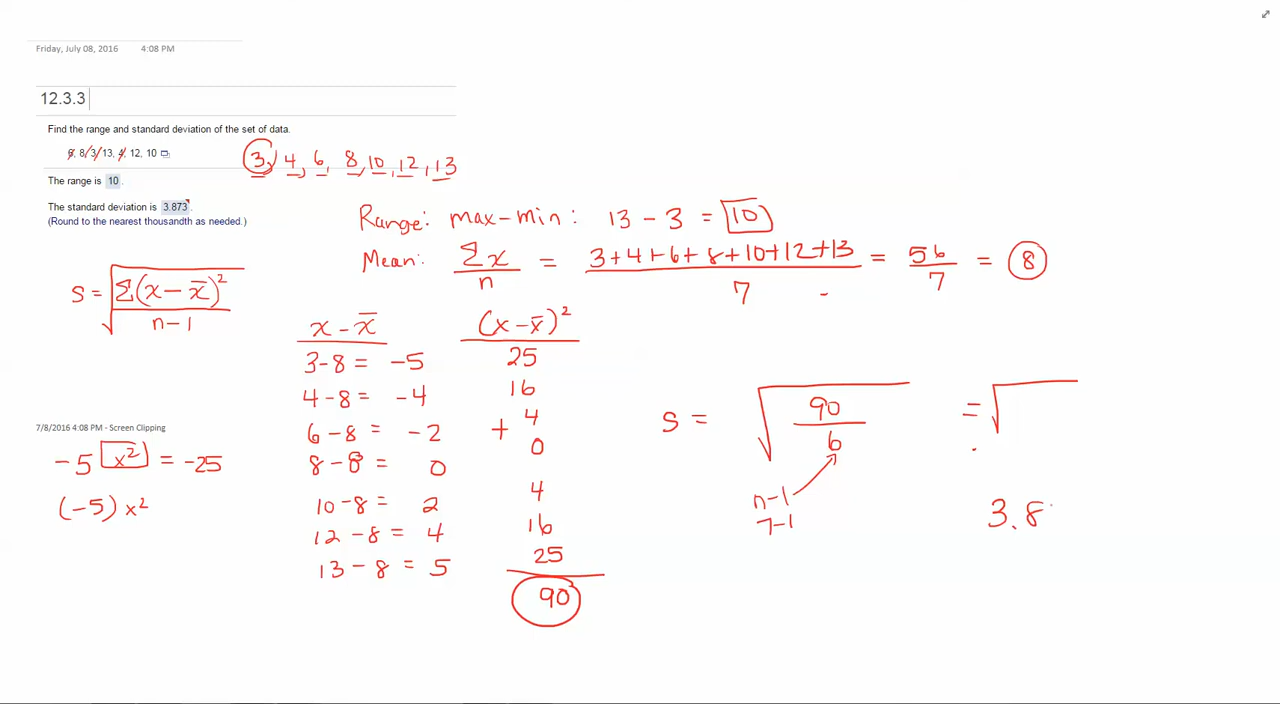 Friday, July 08, 2016 4:08 PM
12.3.3
Find the range and standard deviation of the set of data.
6, 8, 3, 13, 4, 12, 10
3, 4, 6, 8, 10, 12, 13
The range is 10.
The standard deviation is 3.873.
(Round to the nearest thousandth as needed.)
Range: max-min: 13 - 3 = 10
Mean: Σx/n = 3+4+6+8+10+12+13/7 = 56/7 = 8
s = √Σ(x - x̄)²/n-1
x - x̄ (x - x̄)²
3-8 = -5 25
4-8 = -4 16
6-8 = -2 + 4
8-8 = 0 0
10-8 = 2 4
12-8 = 4 16
13-8 = 5 25
90
7/8/2016 4:08 PM - Screen Clipping
-5 x² = -25
(-5) x²
s = √90/6 = √
n-1
7-1
3.8